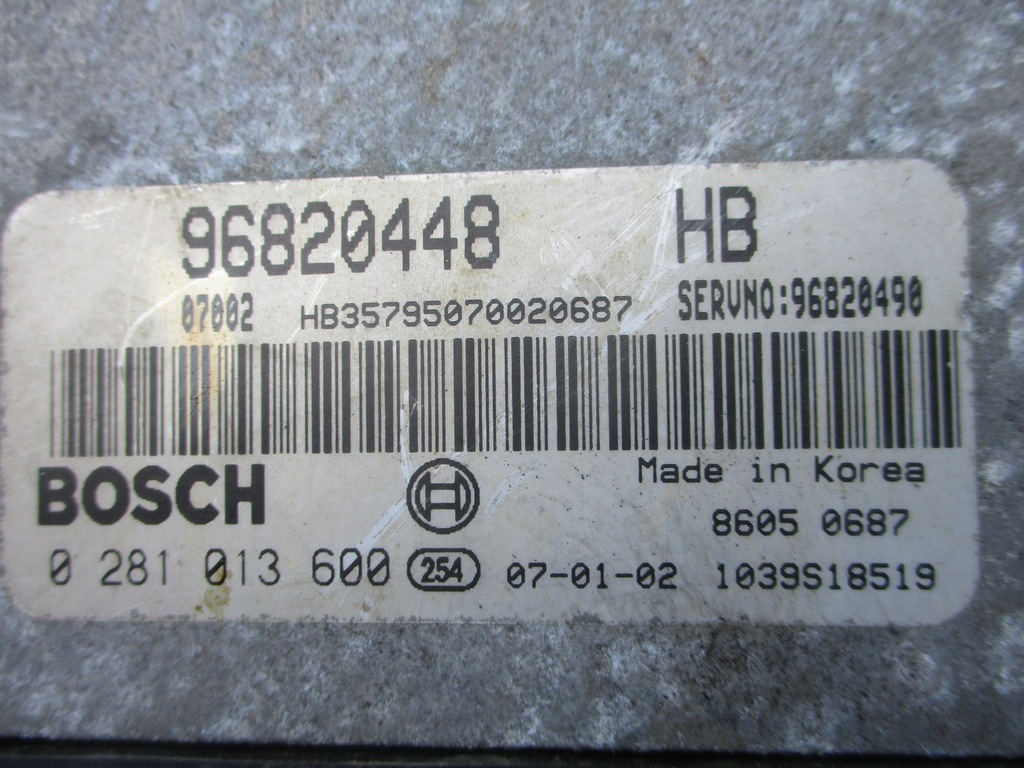 96820448 HB
07002 HB35795070020687 SERVNO:96820490
BOSCH Made in Korea
8605 0687
0 281 013 600 254 07-01-02 1039S18519